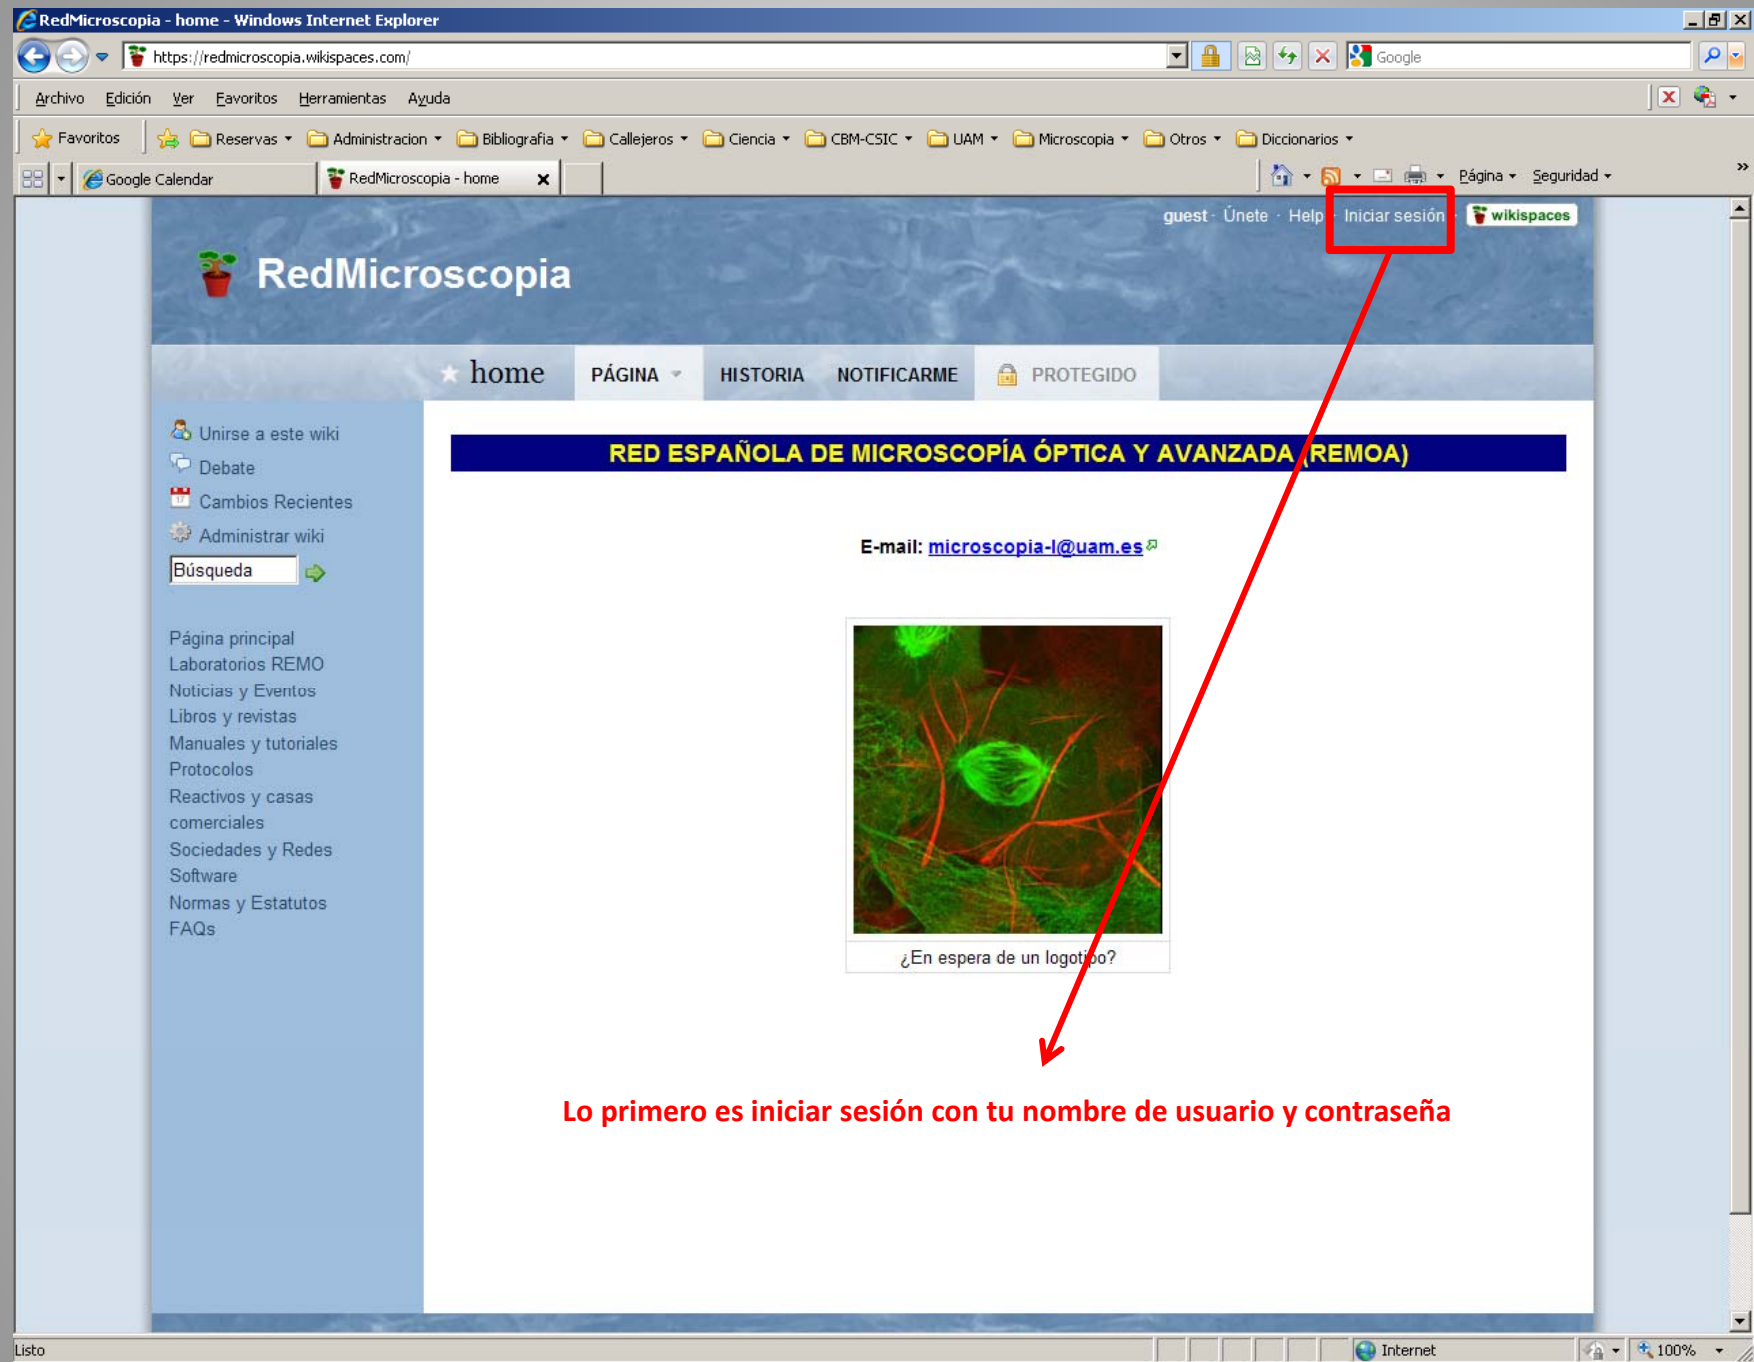 RedMicroscopia - home - Windows Internet Explorer
https://redmicroscopia.wikispaces.com/
Google
Archivo Edición Ver Favoritos Herramientas Ayuda
Favoritos Reservas Administracion Bibliografia Callejeros Ciencia CBM-CSIC UAM Microscopia Otros Diccionarios
Google Calendar RedMicroscopia - home Página Seguridad »
guest · Únete · Help · Iniciar sesión · wikispaces
RedMicroscopia
home PÁGINA HISTORIA NOTIFICARME PROTEGIDO
Unirse a este wiki
Debate
17
Cambios Recientes
Administrar wiki
Búsqueda
Página principal
Laboratorios REMO
Noticias y Eventos
Libros y revistas
Manuales y tutoriales
Protocolos
Reactivos y casas
comerciales
Sociedades y Redes
Software
Normas y Estatutos
FAQs
RED ESPAÑOLA DE MICROSCOPÍA ÓPTICA Y AVANZADA (REMOA)
E-mail: microscopia-l@uam.es
¿En espera de un logotipo?
Lo primero es iniciar sesión con tu nombre de usuario y contraseña
Listo Internet 100%